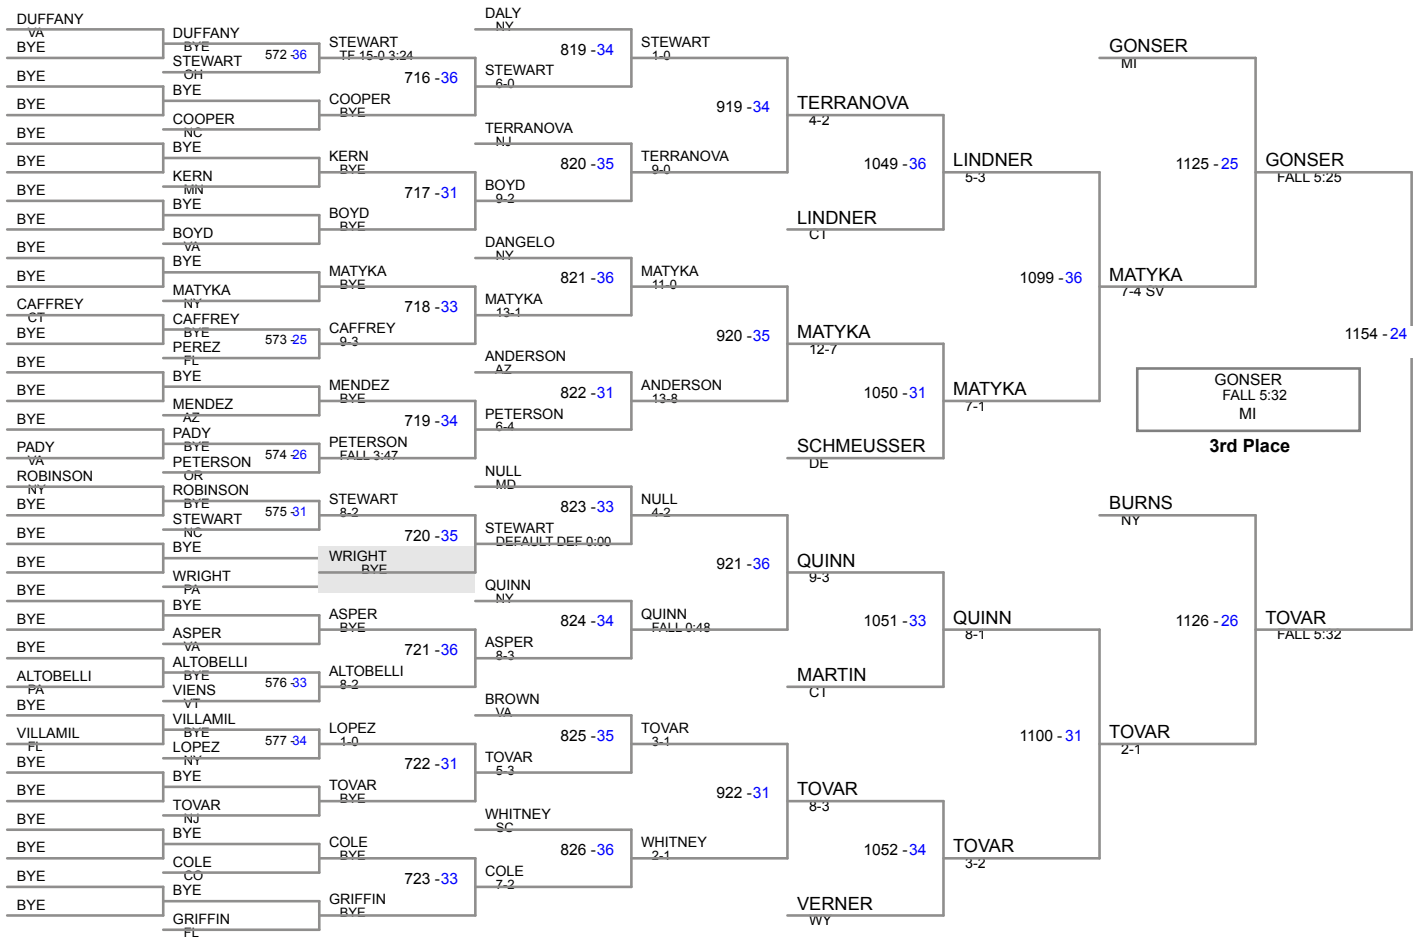 DUFFANY
VA
BYE
BYE
BYE
BYE
BYE
BYE
BYE
BYE
BYE
CAFFREY
CT
BYE
BYE
BYE
BYE
PADY
VA
ROBINSON
NY
BYE
BYE
BYE
BYE
BYE
BYE
ALTOBELLI
PA
BYE
VILLAMIL
FL
BYE
BYE
BYE
BYE
BYE
BYE
DUFFANY
BYE
572 -36
STEWART
OH
BYE
COOPER
NC
BYE
KERN
MN
BYE
BOYD
VA
BYE
MATYKA
NY
CAFFREY
BYE
573 -25
PEREZ
FL
BYE
MENDEZ
AZ
PADY
BYE
574 -26
PETERSON
OR
ROBINSON
BYE
575 -31
STEWART
NC
BYE
WRIGHT
PA
BYE
ASPER
VA
ALTOBELLI
BYE
576 -33
VIENS
VT
VILLAMIL
BYE
577 -34
LOPEZ
NY
BYE
TOVAR
NJ
BYE
COLE
CO
BYE
GRIFFIN
FL
STEWART
TF 15-0 3:24
716 -36
COOPER
BYE
KERN
BYE
717 -31
BOYD
BYE
MATYKA
BYE
718 -33
CAFFREY
9-3
MENDEZ
BYE
719 -34
PETERSON
FALL 3:47
STEWART
8-2
720 -35
WRIGHT
BYE
ASPER
BYE
721 -36
ALTOBELLI
8-2
LOPEZ
1-0
722 -31
TOVAR
BYE
COLE
BYE
723 -33
GRIFFIN
BYE
DALY
NY
819 -34
STEWART
6-0
TERRANOVA
NJ
820 -35
BOYD
9-2
DANGELO
NY
821 -36
MATYKA
13-1
ANDERSON
AZ
822 -31
PETERSON
6-4
NULL
MD
823 -33
STEWART
DEFAULT DEF 0:00
QUINN
NY
824 -34
ASPER
8-3
BROWN
VA
825 -35
TOVAR
5-3
WHITNEY
SC
826 -36
COLE
7-2
STEWART
1-0
919 -34
TERRANOVA
9-0
MATYKA
11-0
920 -35
ANDERSON
13-8
NULL
4-2
921 -36
QUINN
FALL 0:48
TOVAR
3-1
922 -31
WHITNEY
2-1
TERRANOVA
4-2
1049 -36
LINDNER
CT
MATYKA
12-7
1050 -31
SCHMEUSSER
DE
QUINN
9-3
1051 -33
MARTIN
CT
TOVAR
8-3
1052 -34
VERNER
WY
LINDNER
5-3
1099 -36
MATYKA
7-1
QUINN
8-1
1100 -31
TOVAR
3-2
GONSER
MI
1125 -25
MATYKA
7-4 SV
BURNS
NY
1126 -26
TOVAR
2-1
GONSER
FALL 5:25
1154 -24
TOVAR
FALL 5:32
GONSER
FALL 5:32
MI
3rd Place